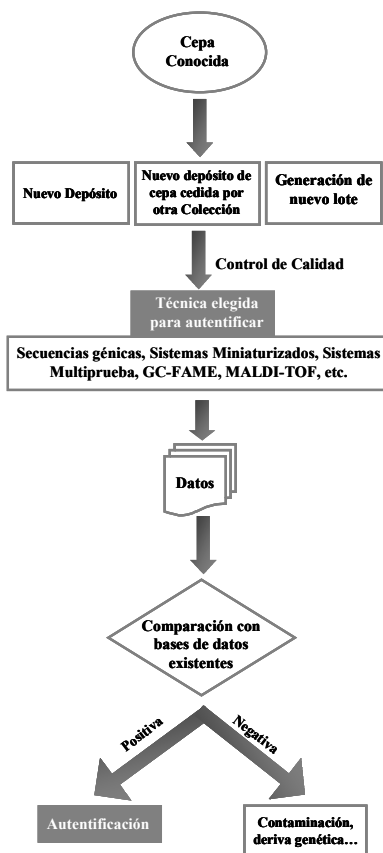 Cepa
Conocida
Nuevo Depósito
Nuevo depósito de
cepa cedida por
otra Colección
Generación de
nuevo lote
Control de Calidad
Técnica elegida
para autentificar
Secuencias génicas, Sistemas Miniaturizados, Sistemas
Multiprueba, GC-FAME, MALDI-TOF, etc.
Datos
Comparación con
bases de datos
existentes
Positiva
Negativa
Autentificación
Contaminación,
deriva genética...